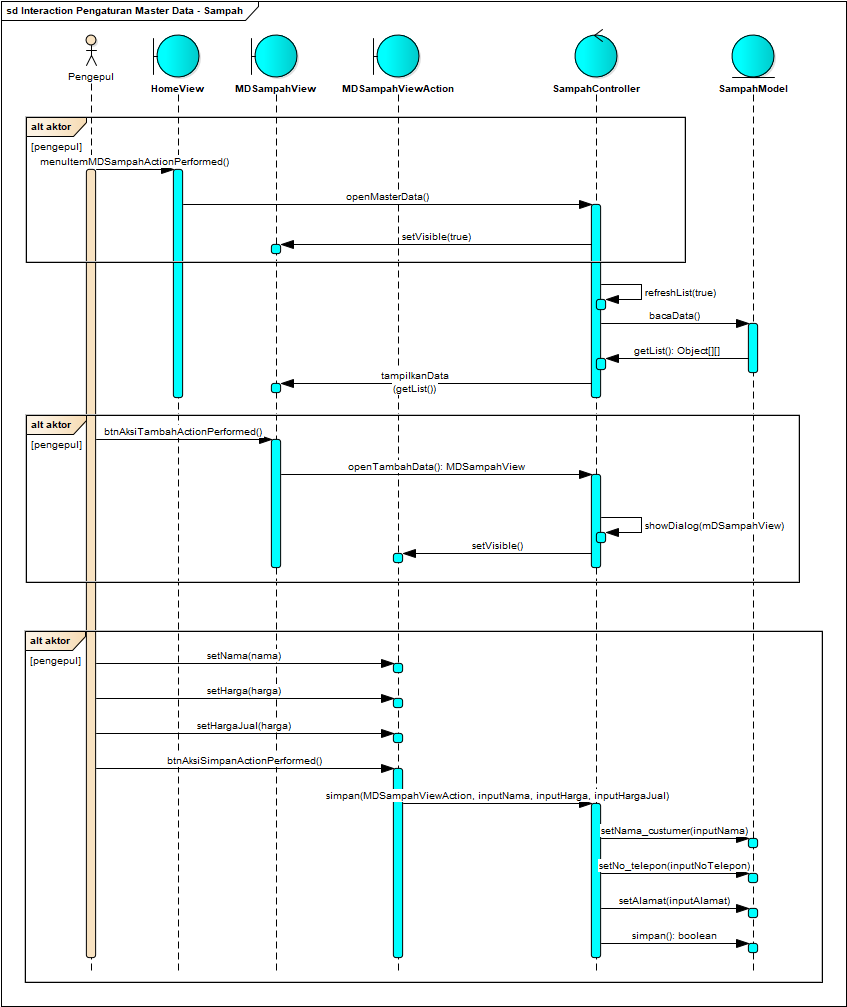 sd Interaction Pengaturan Master Data - Sampah
Pengepul
HomeView
MDSampahView
MDSampahViewAction
SampahController
SampahModel
alt aktor
[pengepul]
menuItemMDSampahActionPerformed()
openMasterData()
setVisible(true)
refreshList(true)
bacaData()
getList(): Object[][]
tampilkanData
(getList())
alt aktor
[pengepul]
btnAksiTambahActionPerformed()
openTambahData(): MDSampahView
showDialog(mDSampahView)
setVisible()
alt aktor
[pengepul]
setNama(nama)
setHarga(harga)
setHargaJual(harga)
btnAksiSimpanActionPerformed()
simpan(MDSampahViewAction, inputNama, inputHarga, inputHargaJual)
setNama_custumer(inputNama)
setNo_telepon(inputNoTelepon)
setAlamat(inputAlamat)
simpan(): boolean